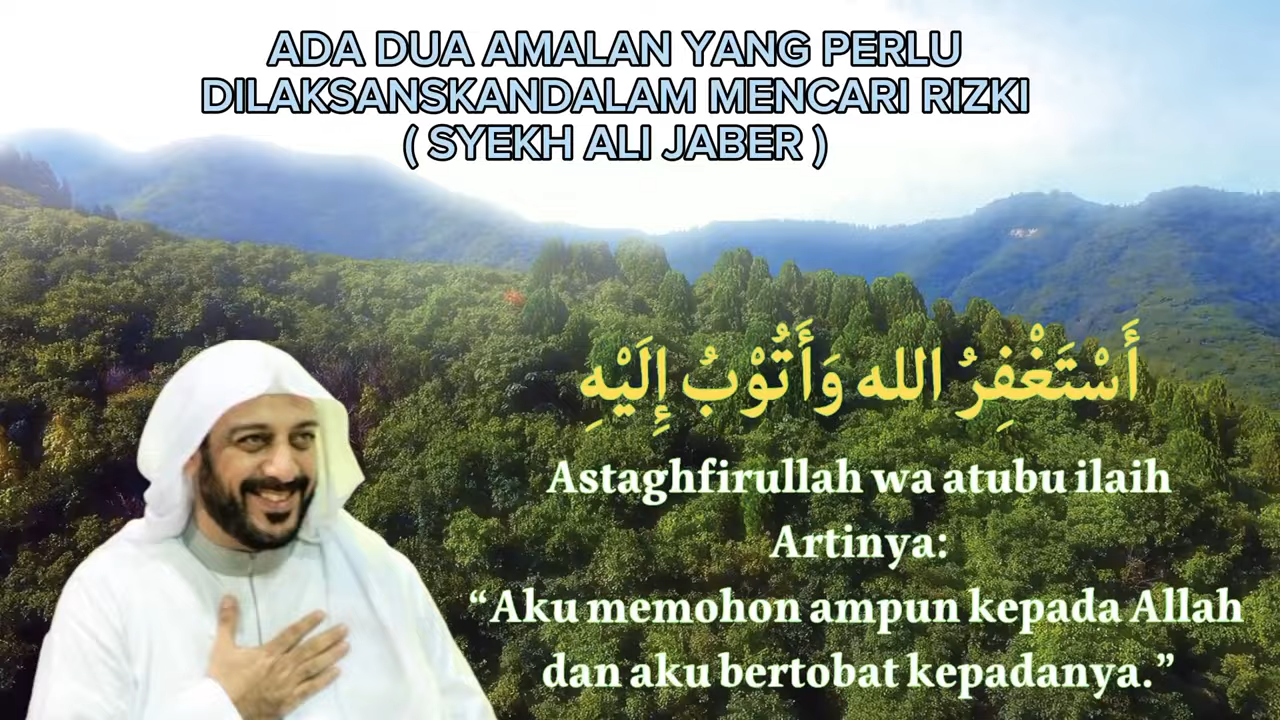 ADA DUA AMALAN YANG PERLU
DILAKSANSKANDALAM MENCARI RIZKI
( SYEKH ALI JABER )
أَسْتَغْفِرُ الله وَأَتُوْبُ إِلَيْهِ
Astaghfirullah wa atubu ilaih
Artinya:
“Aku memohon ampun kepada Allah
dan aku bertobat kepadanya.”